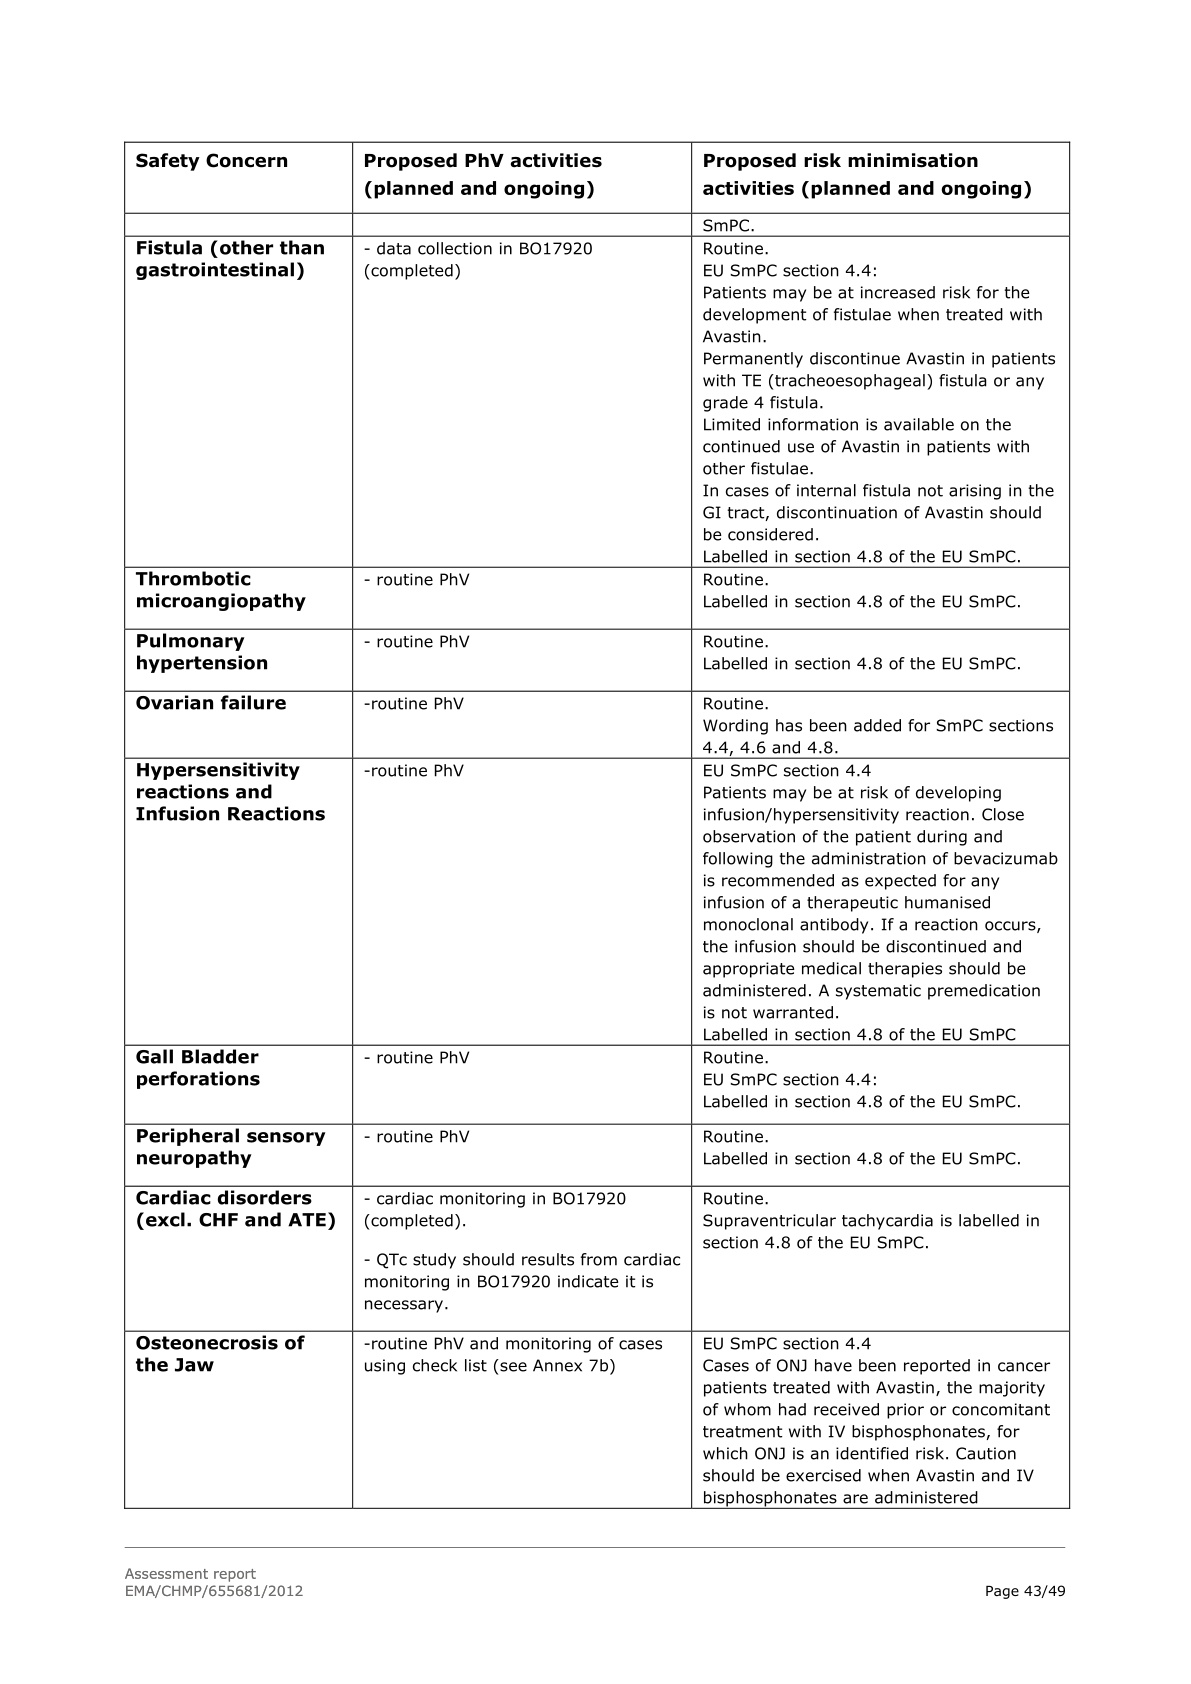 Safety Concern
Proposed PhV activities
(planned and ongoing)
Proposed risk minimisation
activities (planned and ongoing)
SmPC.
Fistula (other than
gastrointestinal)
- data collection in BO17920
(completed)
Routine.
EU SmPC section 4.4:
Patients may be at increased risk for the
development of fistulae when treated with
Avastin.
Permanently discontinue Avastin in patients
with TE (tracheoesophageal) fistula or any
grade 4 fistula.
Limited information is available on the
continued use of Avastin in patients with
other fistulae.
In cases of internal fistula not arising in the
GI tract, discontinuation of Avastin should
be considered.
Labelled in section 4.8 of the EU SmPC.
Thrombotic
microangiopathy
- routine PhV
Routine.
Labelled in section 4.8 of the EU SmPC.
Pulmonary
hypertension
- routine PhV
Routine.
Labelled in section 4.8 of the EU SmPC.
Ovarian failure
-routine PhV
Routine.
Wording has been added for SmPC sections
4.4, 4.6 and 4.8.
Hypersensitivity
reactions and
Infusion Reactions
-routine PhV
EU SmPC section 4.4
Patients may be at risk of developing
infusion/hypersensitivity reaction. Close
observation of the patient during and
following the administration of bevacizumab
is recommended as expected for any
infusion of a therapeutic humanised
monoclonal antibody. If a reaction occurs,
the infusion should be discontinued and
appropriate medical therapies should be
administered. A systematic premedication
is not warranted.
Labelled in section 4.8 of the EU SmPC
Gall Bladder
perforations
- routine PhV
Routine.
EU SmPC section 4.4:
Labelled in section 4.8 of the EU SmPC.
Peripheral sensory
neuropathy
- routine PhV
Routine.
Labelled in section 4.8 of the EU SmPC.
Cardiac disorders
(excl. CHF and ATE)
- cardiac monitoring in BO17920
(completed).
- QTc study should results from cardiac
monitoring in BO17920 indicate it is
necessary.
Routine.
Supraventricular tachycardia is labelled in
section 4.8 of the EU SmPC.
Osteonecrosis of
the Jaw
-routine PhV and monitoring of cases
using check list (see Annex 7b)
EU SmPC section 4.4
Cases of ONJ have been reported in cancer
patients treated with Avastin, the majority
of whom had received prior or concomitant
treatment with IV bisphosphonates, for
which ONJ is an identified risk. Caution
should be exercised when Avastin and IV
bisphosphonates are administered
Assessment report
EMA/CHMP/655681/2012
Page 43/49